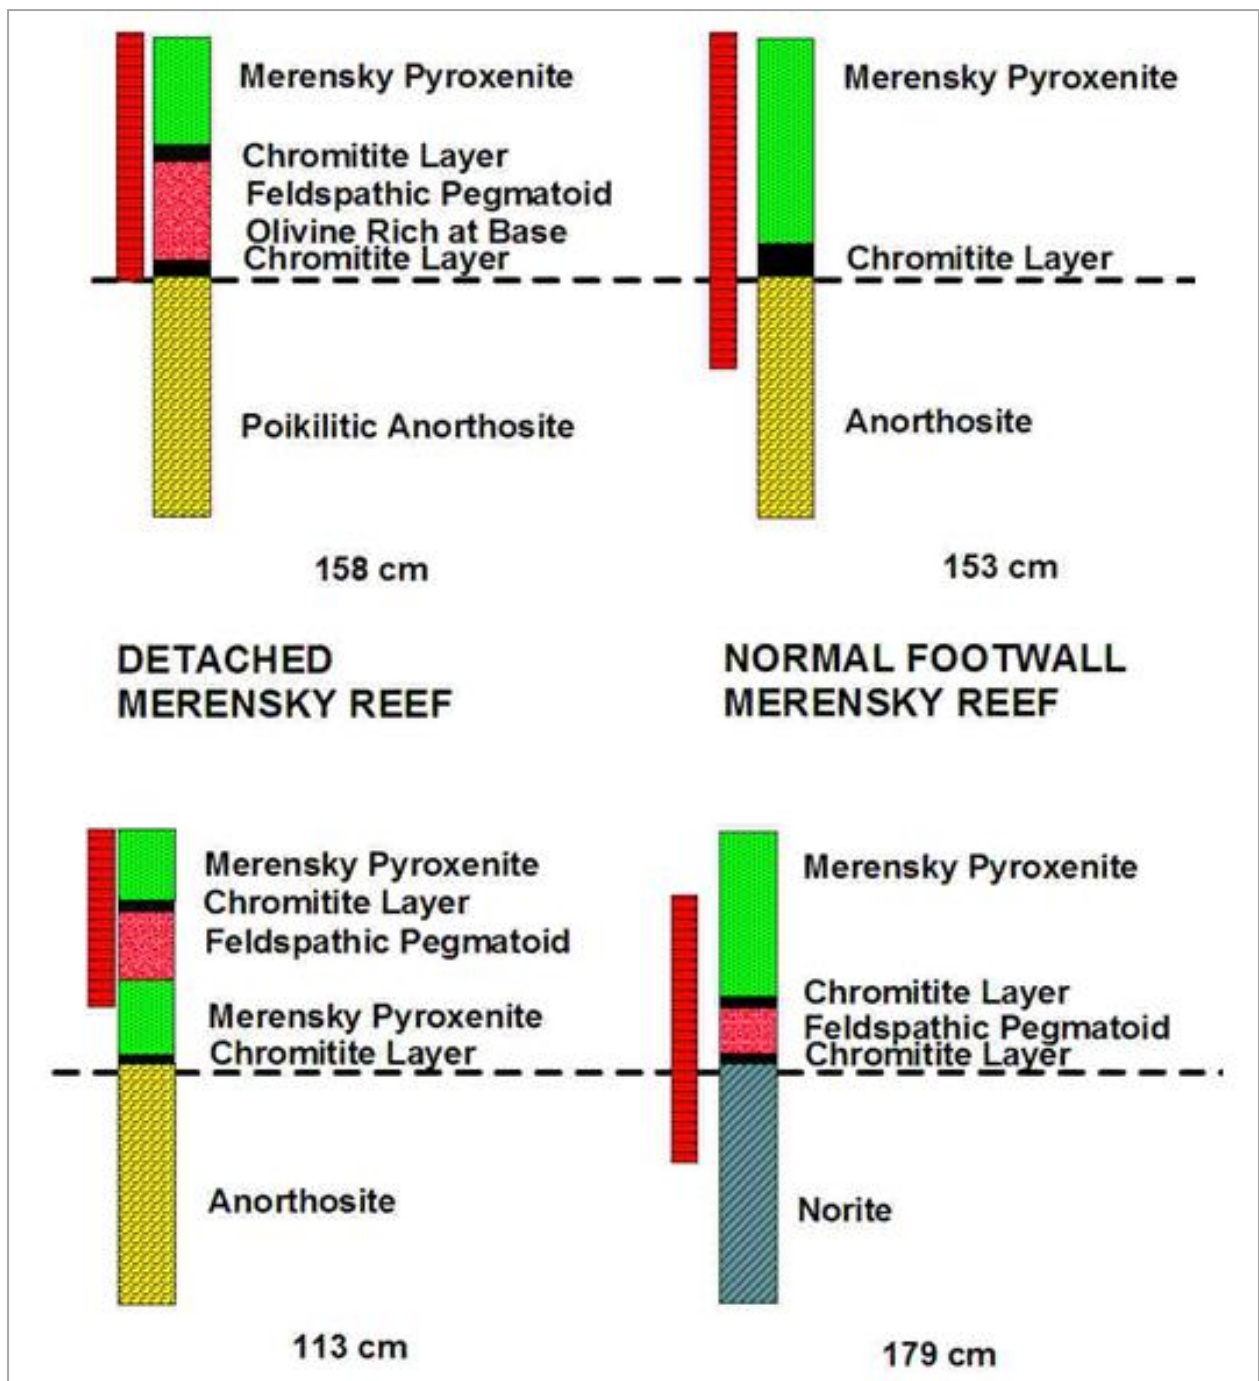 Merensky Pyroxenite
Chromitite Layer
Feldspathic Pegmatoid
Olivine Rich at Base
Chromitite Layer
Poikilitic Anorthosite
158 cm
Merensky Pyroxenite
Chromitite Layer
Anorthosite
153 cm
DETACHED
MERENSKY REEF
NORMAL FOOTWALL
MERENSKY REEF
Merensky Pyroxenite
Chromitite Layer
Feldspathic Pegmatoid
Merensky Pyroxenite
Chromitite Layer
Anorthosite
113 cm
Merensky Pyroxenite
Chromitite Layer
Feldspathic Pegmatoid
Chromitite Layer
Norite
179 cm